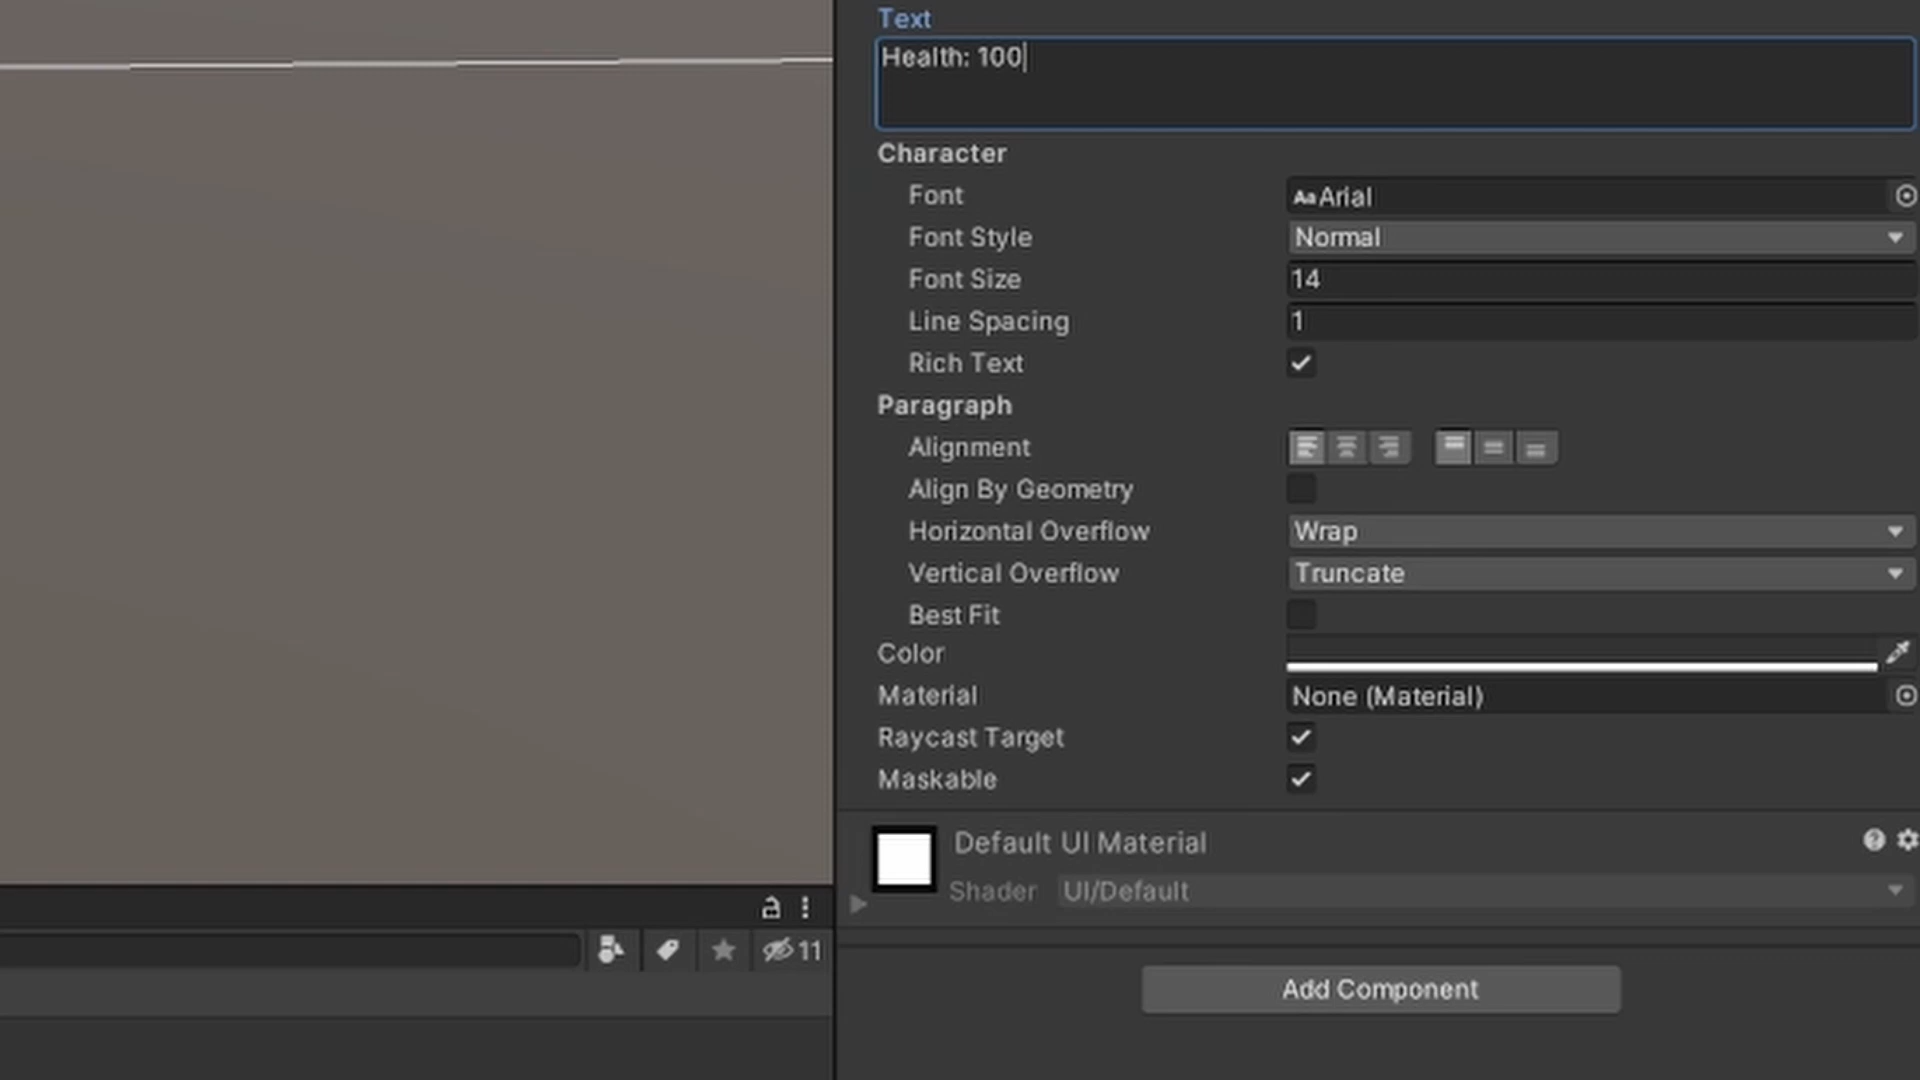 Text
Health: 100
Character
Font
Aa Arial
Font Style
Normal
Font Size
14
Line Spacing
1
Rich Text
Paragraph
Alignment
Align By Geometry
Horizontal Overflow
Wrap
Vertical Overflow
Truncate
Best Fit
Color
Material
None (Material)
Raycast Target
Maskable
Default UI Material
?
Shader
UI/Default
11
Add Component